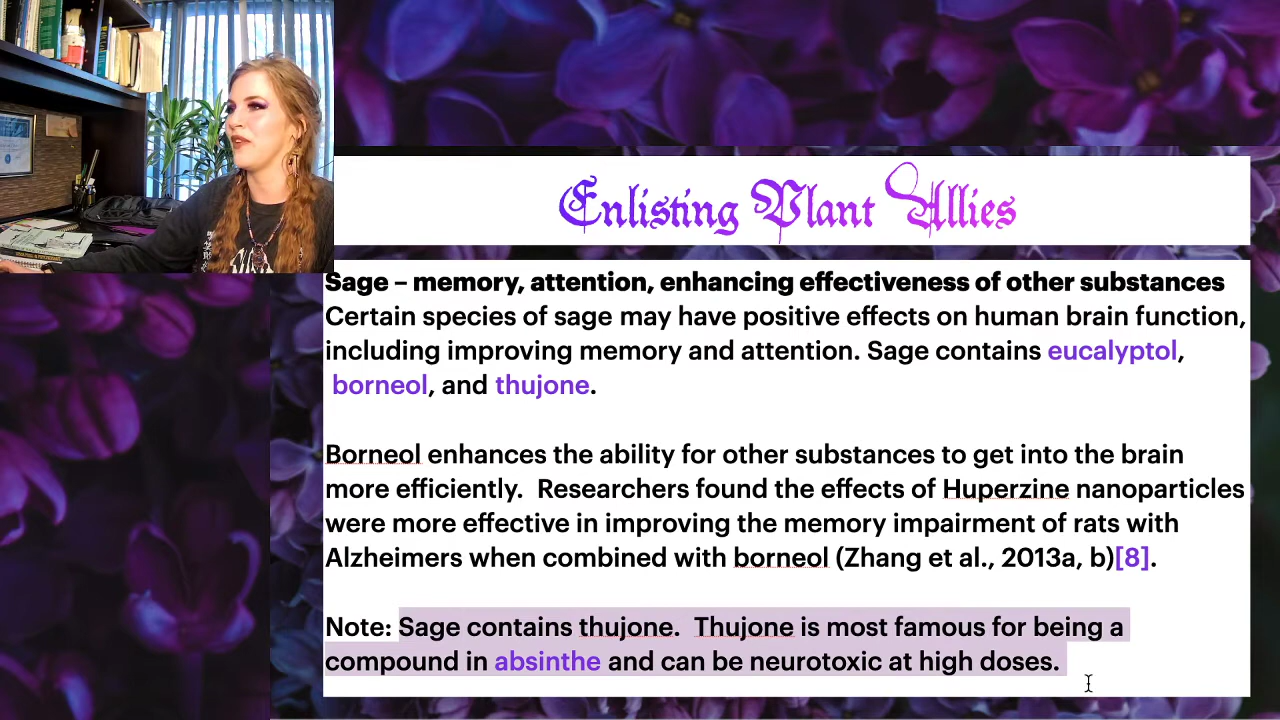 Enlisting Plant Allies
Sage – memory, attention, enhancing effectiveness of other substances
Certain species of sage may have positive effects on human brain function,
including improving memory and attention. Sage contains eucalyptol,
borneol, and thujone.
Borneol enhances the ability for other substances to get into the brain
more efficiently.  Researchers found the effects of Huperzine nanoparticles
were more effective in improving the memory impairment of rats with
Alzheimers when combined with borneol (Zhang et al., 2013a, b)[8].
Note: Sage contains thujone.  Thujone is most famous for being a
compound in absinthe and can be neurotoxic at high doses.